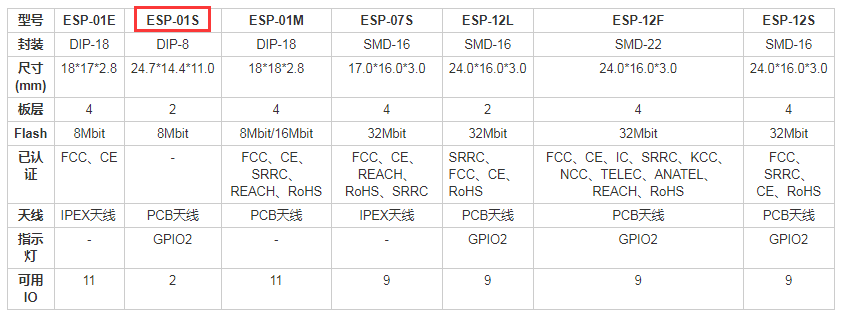 型号 ESP-01E ESP-01S ESP-01M ESP-07S ESP-12L ESP-12F ESP-12S
封装 DIP-18 DIP-8 DIP-18 SMD-16 SMD-16 SMD-22 SMD-16
尺寸 18*17*2.8 24.7*14.4*11.0 18*18*2.8 17.0*16.0*3.0 24.0*16.0*3.0 24.0*16.0*3.0 24.0*16.0*3.0
(mm)
板层 4 2 4 4 2 4 4
Flash 8Mbit 8Mbit 8Mbit/16Mbit 32Mbit 32Mbit 32Mbit 32Mbit
已认 FCC、CE - FCC、CE、 FCC、CE、 SRRC、 FCC、CE、IC、SRRC、KCC、 FCC、
证 SRRC、 REACH、 FCC、CE、 NCC、TELEC、ANATEL、 SRRC、
REACH、RoHS RoHS、SRRC RoHS REACH、RoHS CE、RoHS
天线 IPEX天线 PCB天线 PCB天线 IPEX天线 PCB天线 PCB天线 PCB天线
指示 - GPIO2 - - GPIO2 GPIO2 GPIO2
灯
可用 11 2 11 9 9 9 9
IO